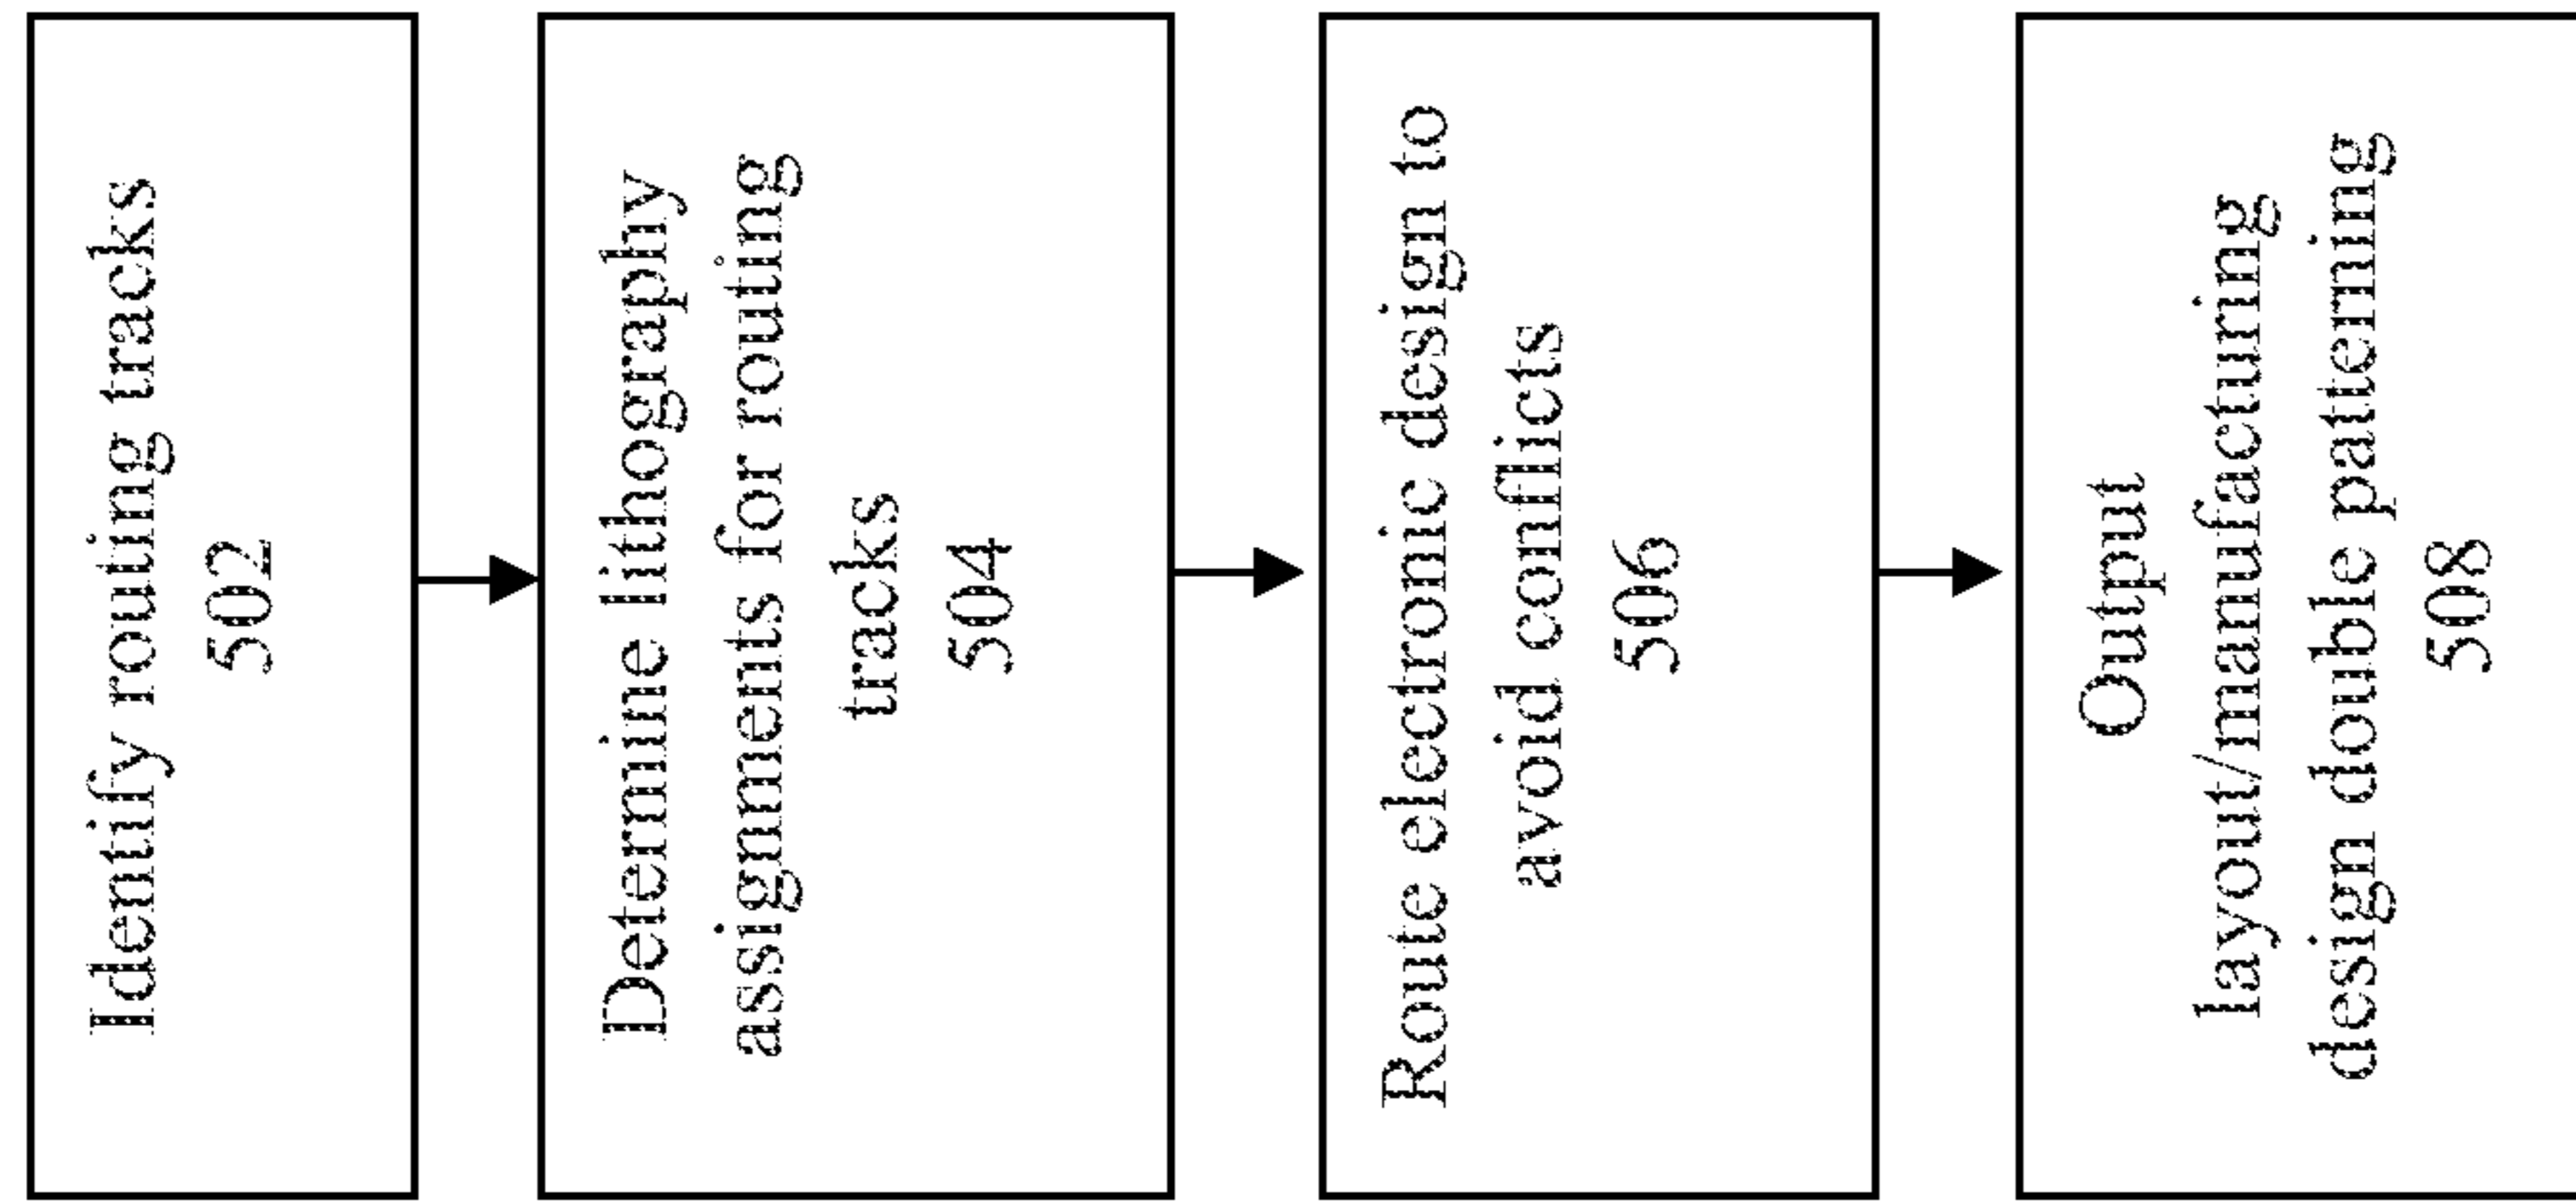 Identify routing tracks
502
Determine lithography
assignments for routing
tracks
504
Route electronic design to
avoid conflicts
506
Output
layout/manufacturing
design double patterning
508